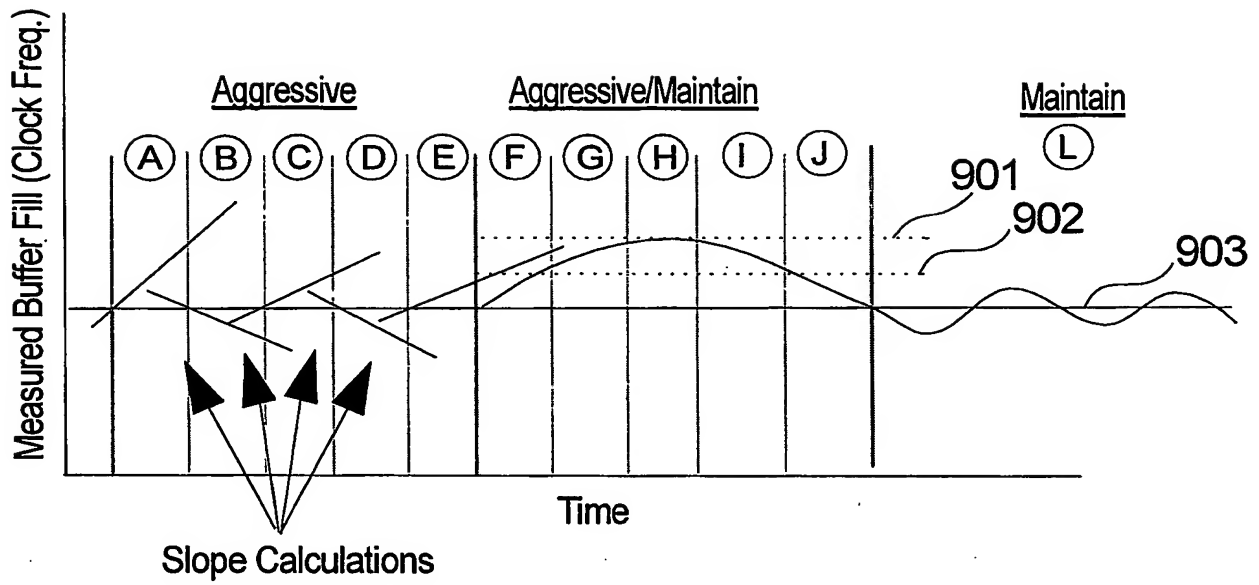 Measured Buffer Fill (Clock Freq.)
Aggressive
Aggressive/Maintain
Maintain
A B C D E F G H I J L
901
902
903
Time
Slope Calculations